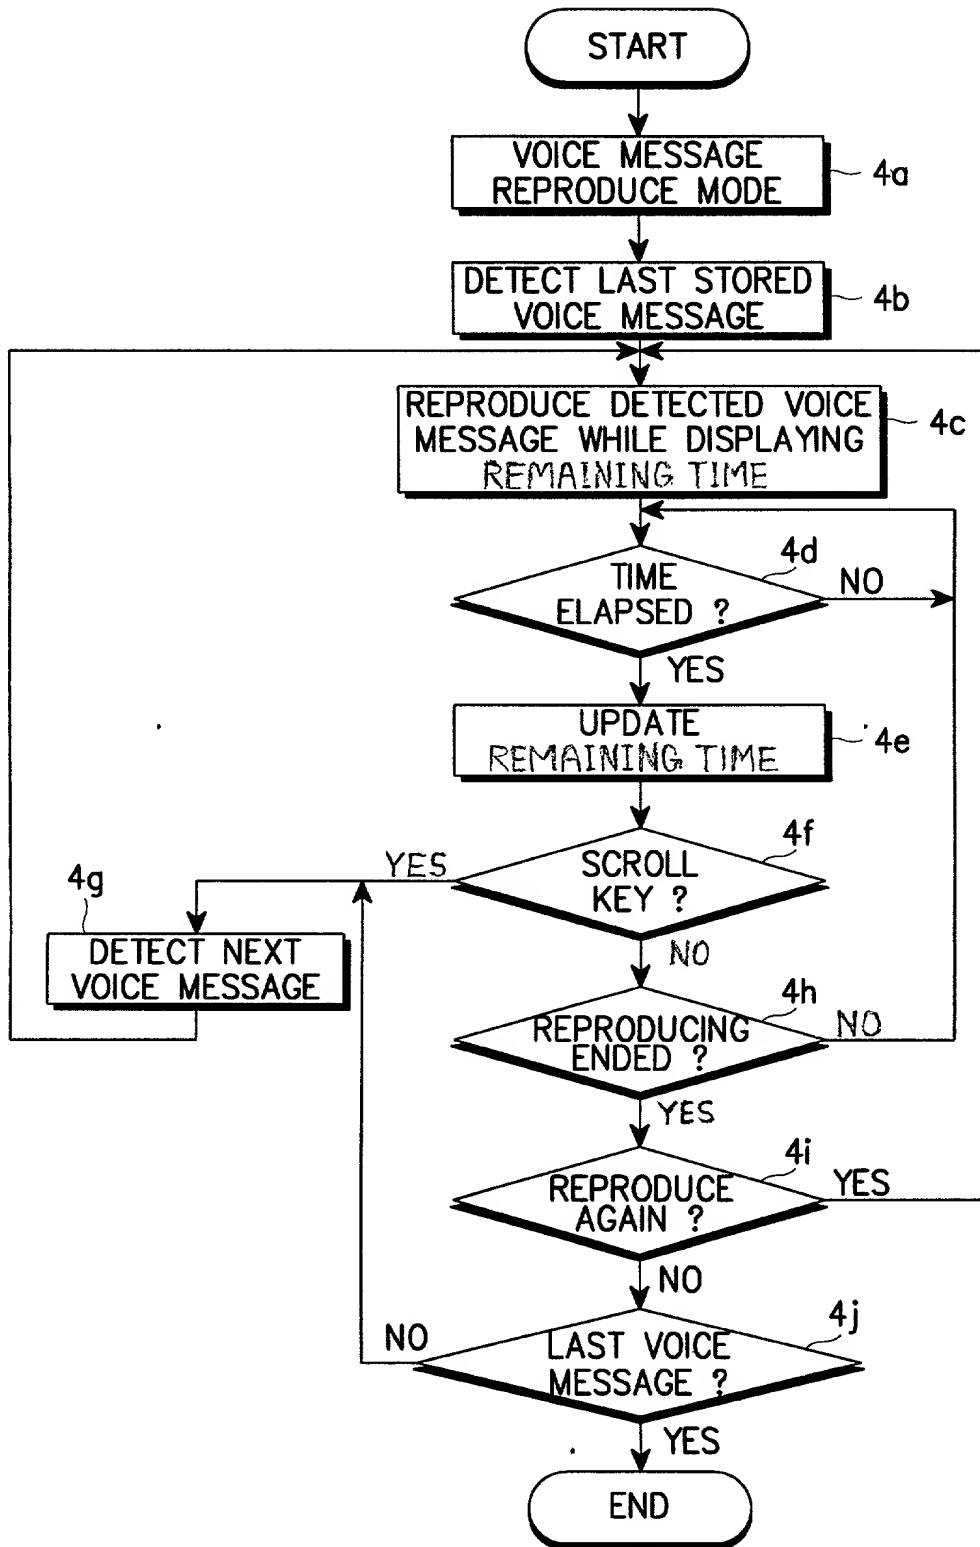 START
VOICE MESSAGE
REPRODUCE MODE
4a
DETECT LAST STORED
VOICE MESSAGE
4b
REPRODUCE DETECTED VOICE
MESSAGE WHILE DISPLAYING
REMAINING TIME
4c
TIME
ELAPSED ?
4d
NO
YES
UPDATE
REMAINING TIME
4e
SCROLL
KEY ?
4f
YES
4g
DETECT NEXT
VOICE MESSAGE
NO
REPRODUCING
ENDED ?
4h
NO
YES
REPRODUCE
AGAIN ?
4i
YES
NO
LAST VOICE
MESSAGE ?
4j
NO
YES
END